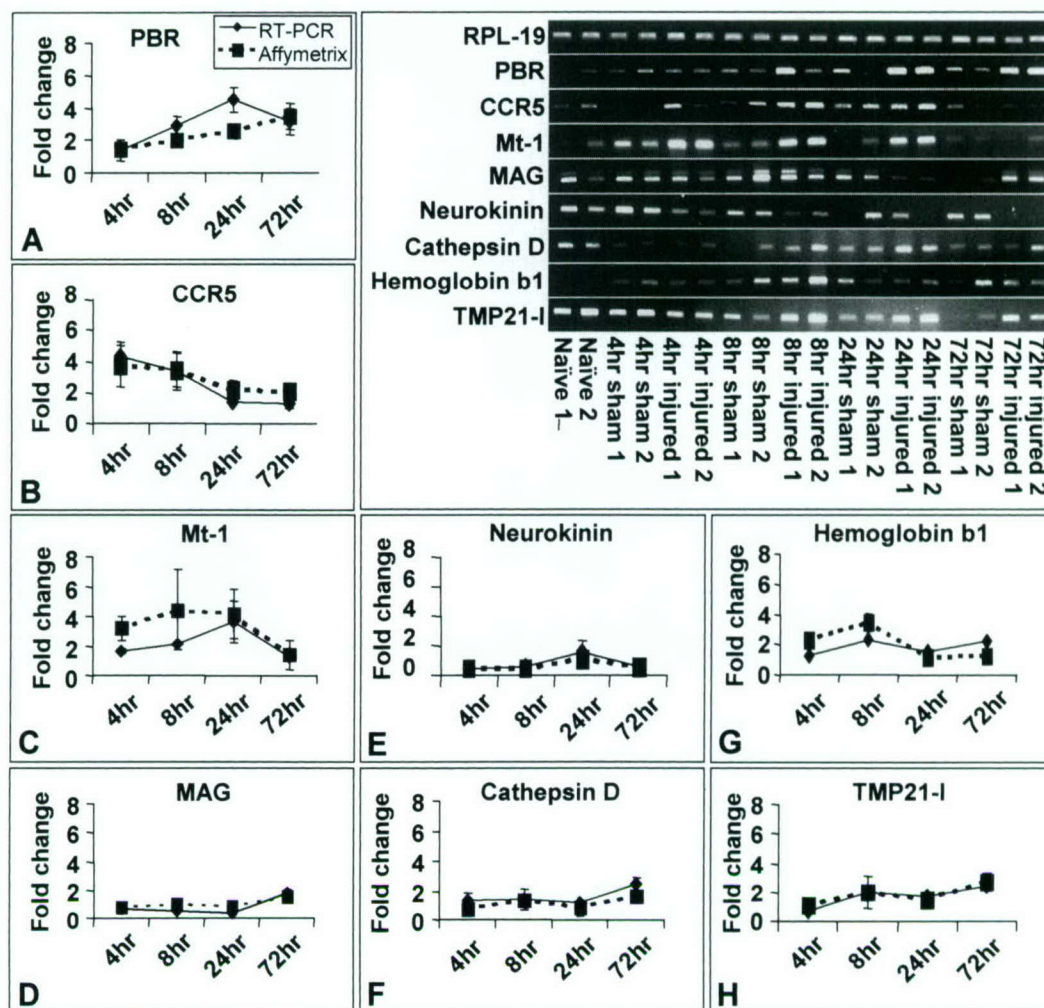 PBR
RT-PCR
Affymetrix
Fold change
8
6
4
2
0
4hr
8hr
24hr
72hr
A
RPL-19
PBR
CCR5
Mt-1
MAG
Neurokinin
Cathepsin D
Hemoglobin b1
TMP21-I
Naïve 1
Naïve 2
4hr sham 1
4hr sham 2
4hr injured 1
4hr injured 2
8hr sham 1
8hr sham 2
8hr injured 1
8hr injured 2
24hr sham 1
24hr sham 2
24hr injured 1
24hr injured 2
72hr sham 1
72hr sham 2
72hr injured 1
72hr injured 2
CCR5
Fold change
8
6
4
2
0
4hr
8hr
24hr
72hr
B
Mt-1
Fold change
8
6
4
2
0
4hr
8hr
24hr
72hr
C
Neurokinin
Fold change
8
6
4
2
0
4hr
8hr
24hr
72hr
E
Hemoglobin b1
Fold change
8
6
4
2
0
4hr
8hr
24hr
72hr
G
MAG
Fold change
8
6
4
2
0
4hr
8hr
24hr
72hr
D
Cathepsin D
Fold change
8
6
4
2
0
4hr
8hr
24hr
72hr
F
TMP21-I
Fold change
8
6
4
2
0
4hr
8hr
24hr
72hr
H